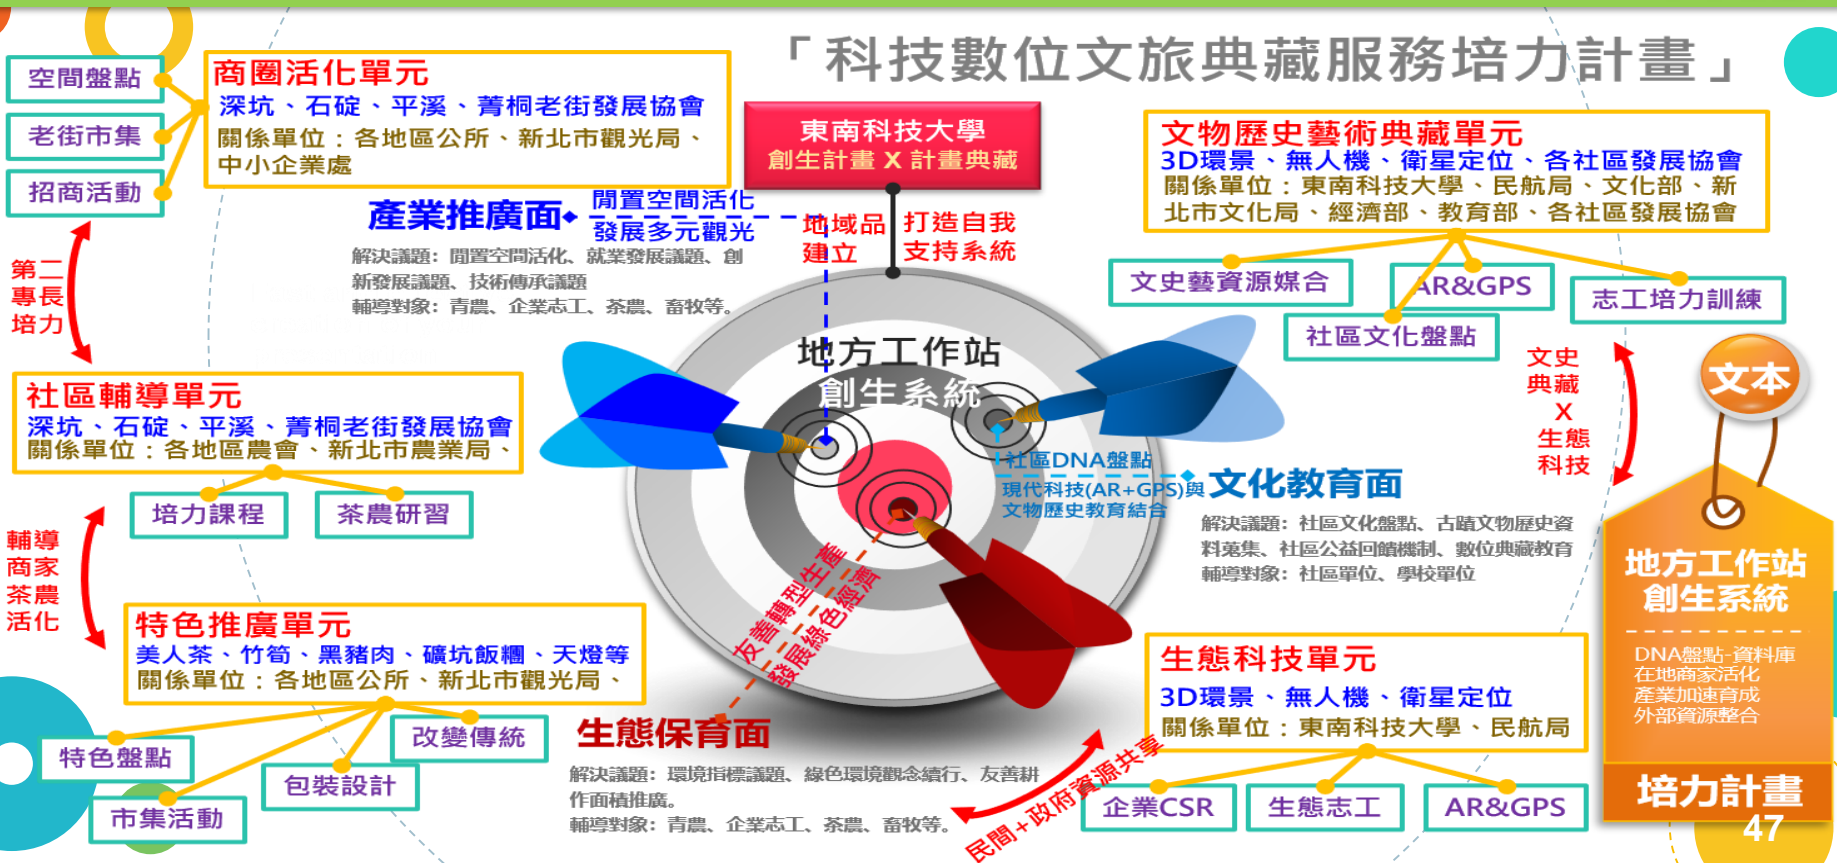 「科技數位文旅典藏服務培力計畫」
空間盤點
老街市集
招商活動
商圈活化單元
深坑、石碇、平溪、菁桐老街發展協會
關係單位：各地區公所、新北市觀光局、
中小企業處
東南科技大學
創生計畫 X 計畫典藏
文物歷史藝術典藏單元
3D環景、無人機、衛星定位、各社區發展協會
關係單位：東南科技大學、民航局、文化部、新
北市文化局、經濟部、教育部、各社區發展協會
文史藝資源媒合
AR&GPS
志工培力訓練
社區文化盤點
產業推廣面
閒置空間活化
發展多元觀光
地域品
建立
打造自我
支持系統
解決議題：閒置空間活化、就業發展議題、創
新發展議題、技術傳承議題
輔導對象：青農、企業志工、茶農、畜牧等。
第二
專長
培力
地方工作站
創生系統
社區輔導單元
深坑、石碇、平溪、菁桐老街發展協會
關係單位：各地區農會、新北市農業局、
培力課程
茶農研習
文史
典藏
X
生態
科技
社區DNA盤點
現代科技(AR+GPS)與
文物歷史教育結合
文化教育面
解決議題：社區文化盤點、古蹟文物歷史資
料蒐集、社區公益回饋機制、數位典藏教育
輔導對象：社區單位、學校單位
輔導
商家
茶農
活化
特色推廣單元
美人茶、竹筍、黑豬肉、礦坑飯糰、天燈等
關係單位：各地區公所、新北市觀光局、
特色盤點
市集活動
包裝設計
改變傳統
友善轉型生產
發展綠色經濟
生態保育面
解決議題：環境指標議題、綠色環境觀念續行、友善耕
作面積推廣。
輔導對象：青農、企業志工、茶農、畜牧等。
民間+政府資源共享
生態科技單元
3D環景、無人機、衛星定位
關係單位：東南科技大學、民航局
企業CSR
生態志工
AR&GPS
文本
地方工作站
創生系統
DNA盤點-資料庫
在地商家活化
產業加速育成
外部資源整合
培力計畫
47